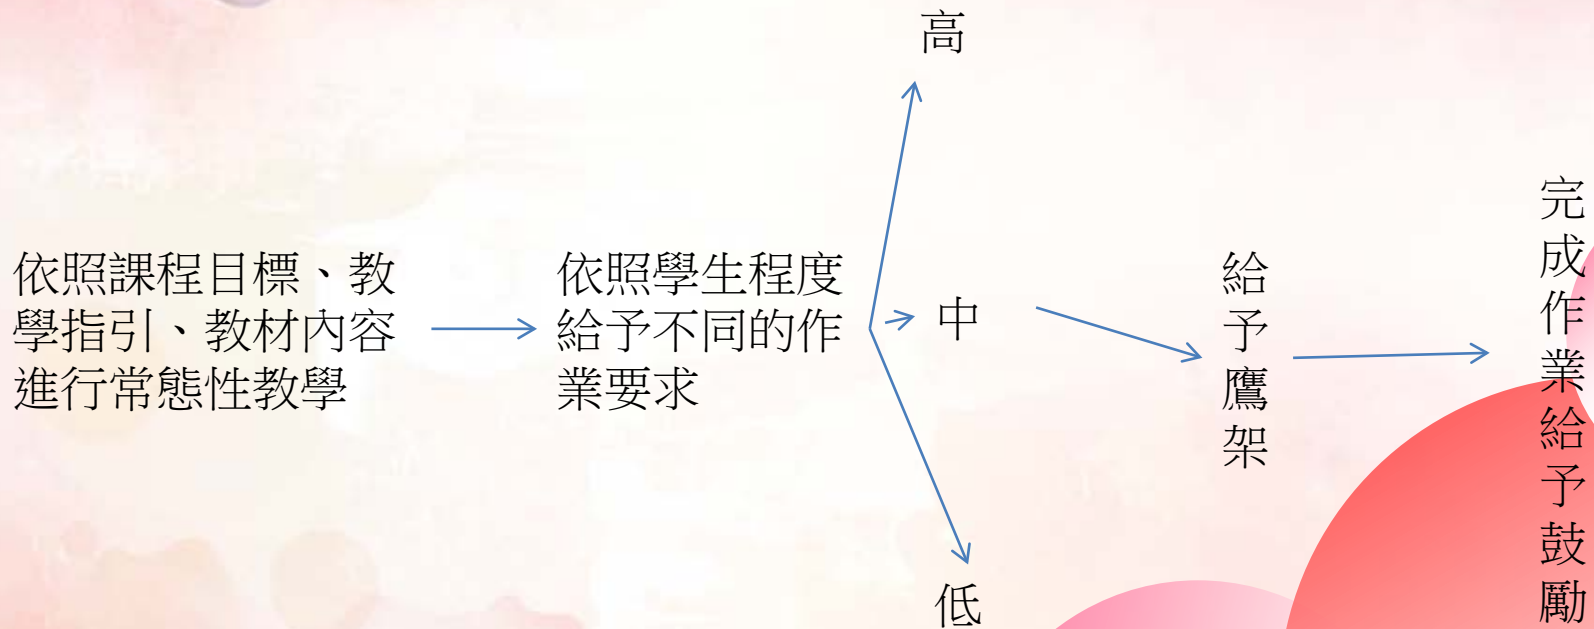 依照課程目標、教
學指引、教材內容
進行常態性教學
依照學生程度
給予不同的作
業要求
高
中
低
給予鷹架
完成作業給予鼓勵